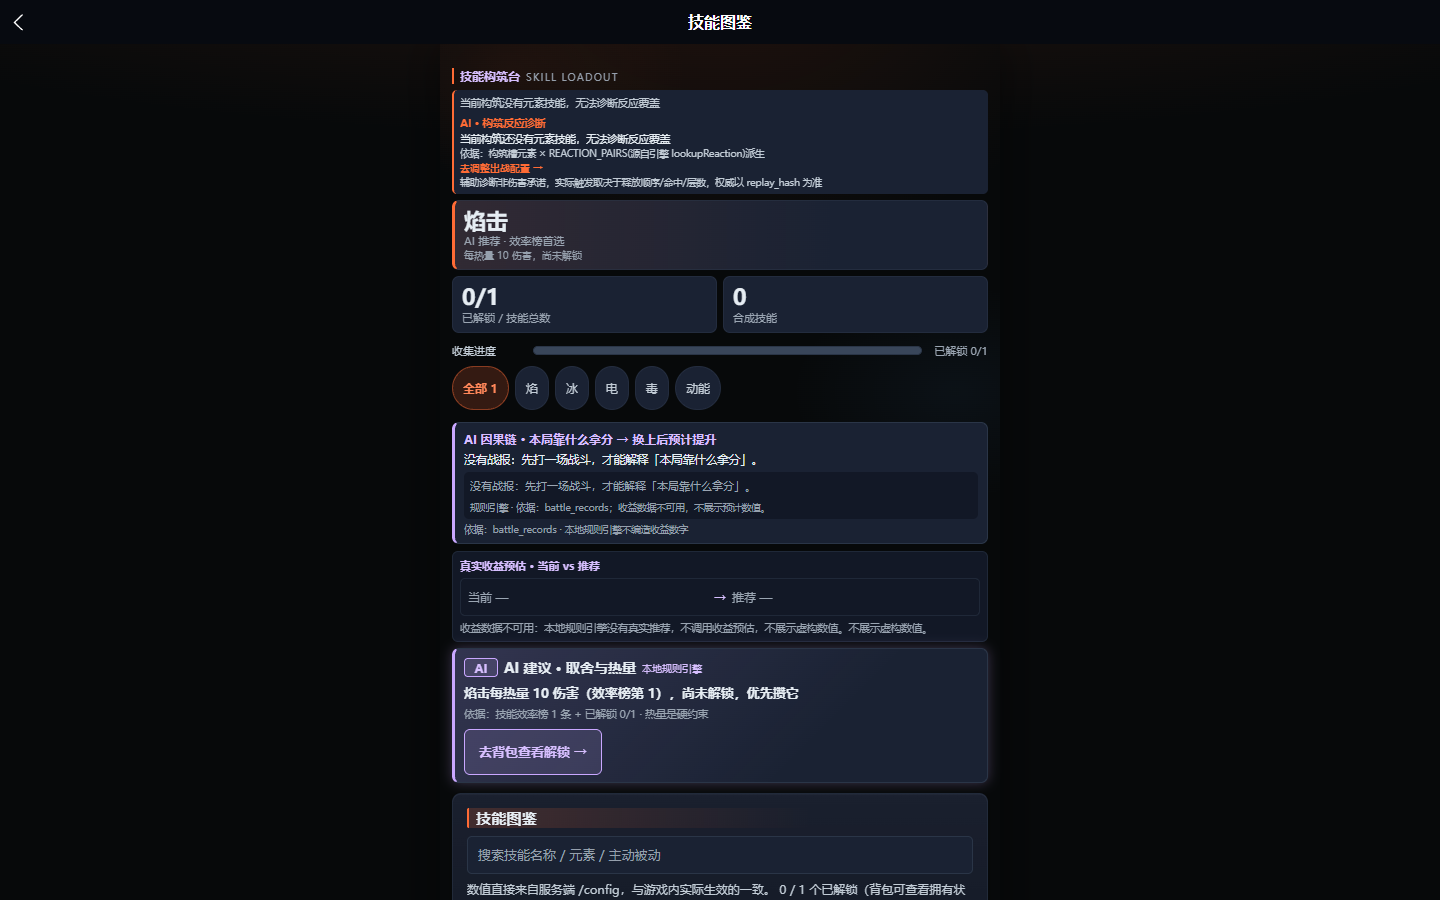 技能图鉴
技能构筑台 SKILL LOADOUT
当前构筑没有元素技能，无法诊断反应覆盖
AI • 构筑反应诊断
当前构筑还没有元素技能，无法诊断反应覆盖
依据：构筑槽元素 × REACTION_PAIRS(源自引擎 lookupReaction)派生
去调整出战配置 →
辅助诊断非伤害承诺，实际触发取决于释放顺序/命中/层数，权威以 replay_hash 为准
焰击
AI 推荐 · 效率榜首选
每热量 10 伤害，尚未解锁
0/1
已解锁 / 技能总数
0
合成技能
收集进度
已解锁 0/1
全部 1
焰
冰
电
毒
动能
AI 因果链 • 本局靠什么拿分 → 换上后预计提升
没有战报：先打一场战斗，才能解释「本局靠什么拿分」。
没有战报：先打一场战斗，才能解释「本局靠什么拿分」。
规则引擎 · 依据：battle_records；收益数据不可用，不展示预计数值。
依据：battle_records · 本地规则引擎不编造收益数字
真实收益预估 • 当前 vs 推荐
当前 —
→ 推荐 —
收益数据不可用：本地规则引擎没有真实推荐，不调用收益预估，不展示虚构数值。不展示虚构数值。
AI AI 建议 • 取舍与热量 本地规则引擎
焰击每热量 10 伤害（效率榜第 1），尚未解锁，优先攒它
依据：技能效率榜 1 条 + 已解锁 0/1 · 热量是硬约束
去背包查看解锁 →
技能图鉴
搜索技能名称 / 元素 / 主动被动
数值直接来自服务端 /config，与游戏内实际生效的一致。 0 / 1 个已解锁（背包可查看拥有状